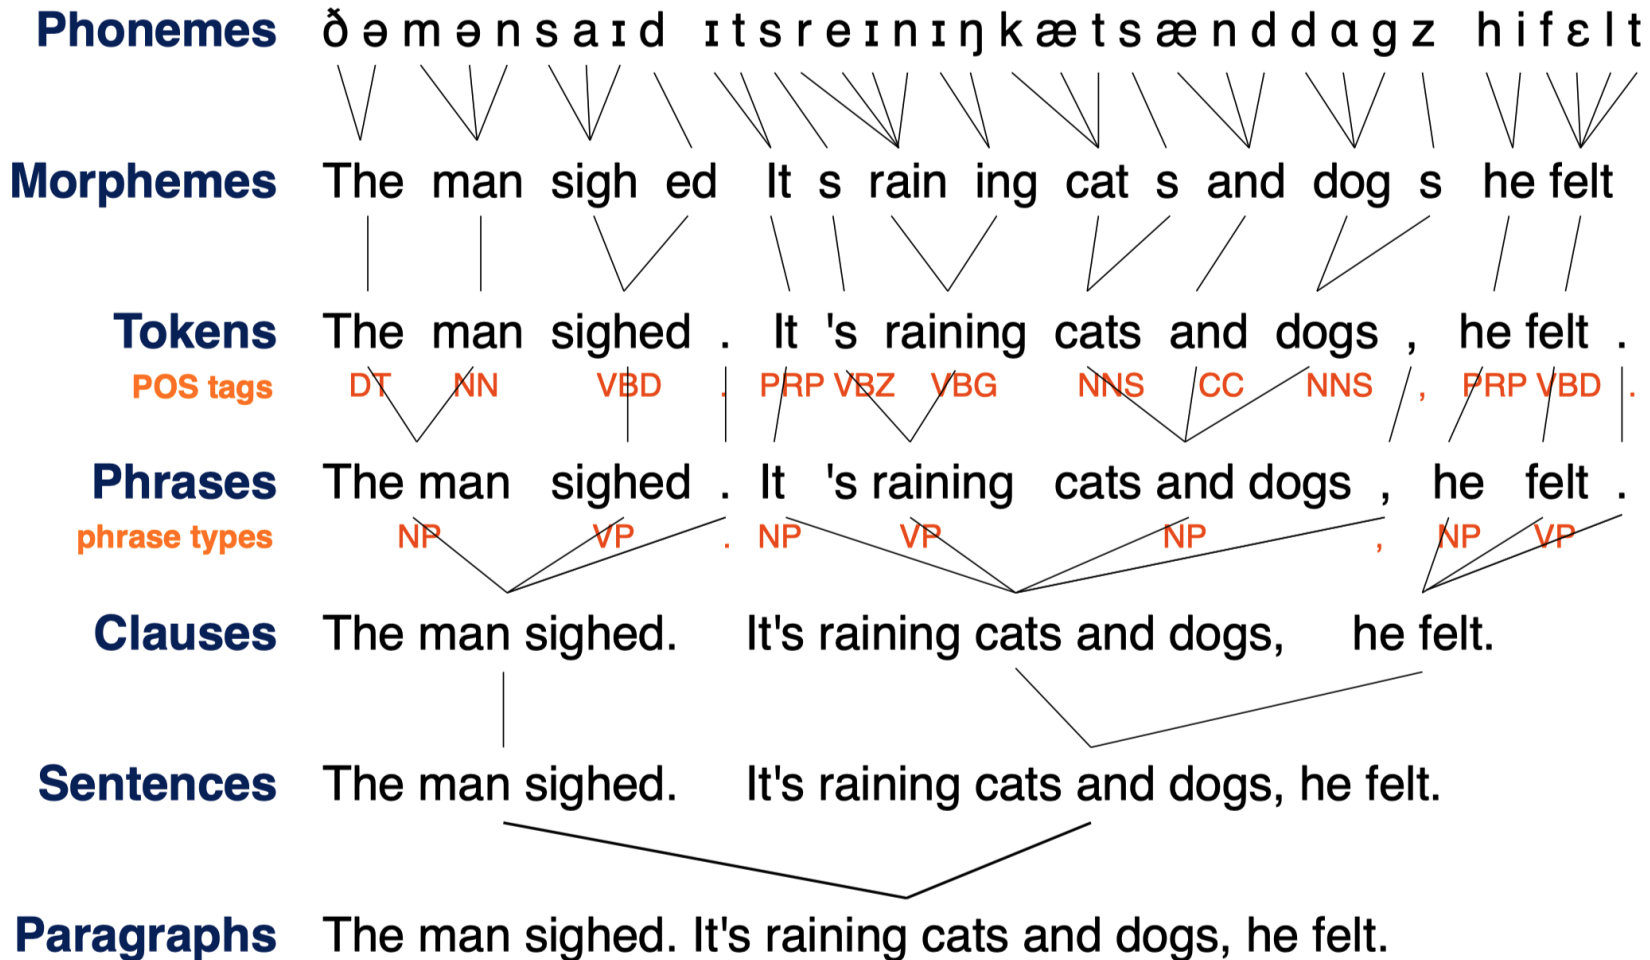 Phonemes ð ə m ə n s a ɪ d ɪ t s r e ɪ n ɪ ŋ k æ t s æ n d d ɑ g z h i f ɛ l t
Morphemes The man sigh ed It s rain ing cat s and dog s he felt
Tokens The man sighed . It 's raining cats and dogs , he felt .
POS tags DT NN VBD . PRP VBZ VBG NNS CC NNS , PRP VBD .
Phrases The man sighed . It 's raining cats and dogs , he felt .
phrase types NP VP . NP VP NP , NP VP
Clauses The man sighed. It's raining cats and dogs, he felt.
Sentences The man sighed. It's raining cats and dogs, he felt.
Paragraphs The man sighed. It's raining cats and dogs, he felt.